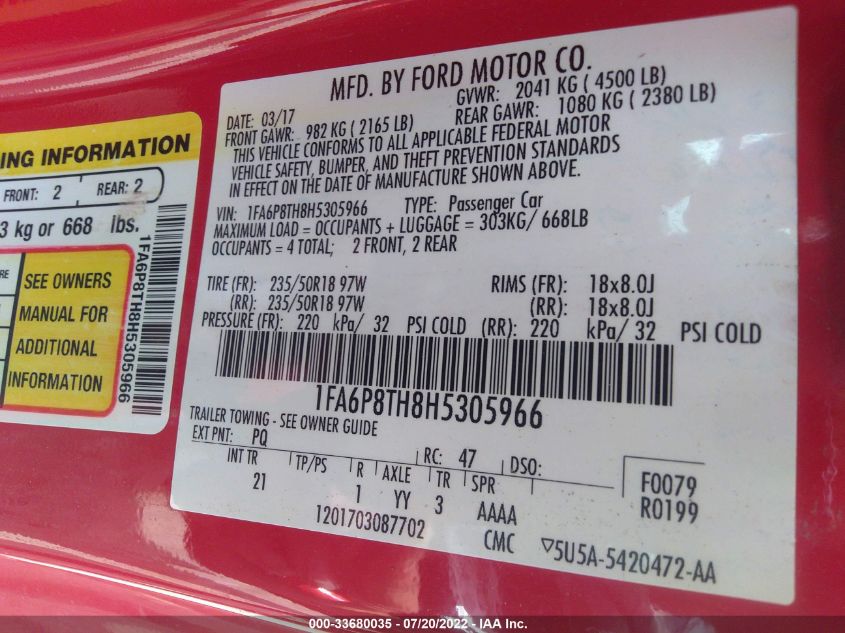 MFD. BY FORD MOTOR CO.
DATE: 03/17
GVWR: 2041 KG ( 4500 LB)
FRONT GAWR: 982 KG ( 2165 LB)
REAR GAWR: 1080 KG ( 2380 LB)
THIS VEHICLE CONFORMS TO ALL APPLICABLE FEDERAL MOTOR
VEHICLE SAFETY, BUMPER, AND THEFT PREVENTION STANDARDS
IN EFFECT ON THE DATE OF MANUFACTURE SHOWN ABOVE.
VIN: 1FA6P8TH8H5305966 TYPE: Passenger Car
MAXIMUM LOAD = OCCUPANTS + LUGGAGE = 303KG/ 668LB
OCCUPANTS = 4 TOTAL; 2 FRONT, 2 REAR
TIRE (FR): 235/50R18 97W RIMS (FR): 18x8.0J
(RR): 235/50R18 97W (RR): 18x8.0J
PRESSURE (FR): 220 kPa/ 32 PSI COLD (RR): 220 kPa/ 32 PSI COLD
1FA6P8TH8H5305966
TRAILER TOWING - SEE OWNER GUIDE
EXT PNT: PQ RC: 47 DSO:
INT TR TP/PS R AXLE TR SPR
21 1 YY 3 AAAA
F0079
R0199
1201703087702 CMC
▽5U5A-5420472-AA
ING INFORMATION
FRONT: 2 REAR: 2
3 kg or 668 lbs.
RE
SEE OWNERS
MANUAL FOR
ADDITIONAL
INFORMATION
1FA6P8TH8H5305966
000-33680035 - 07/20/2022 - IAA Inc.